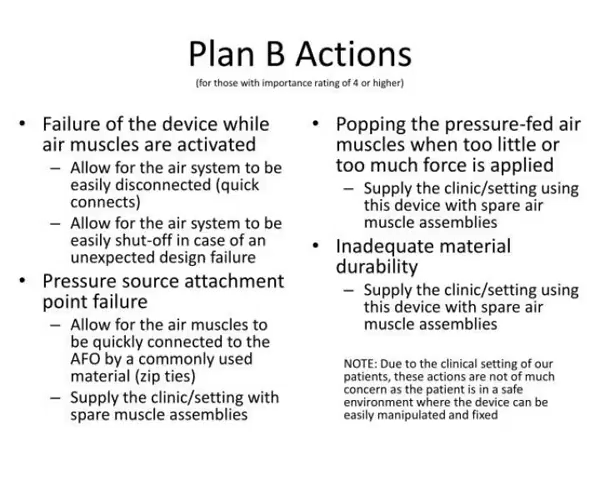 Plan B Actions
(for those with importance rating of 4 or higher)
• Failure of the device while
air muscles are activated
– Allow for the air system to be
easily disconnected (quick
connects)
– Allow for the air system to be
easily shut-off in case of an
unexpected design failure
• Pressure source attachment
point failure
– Allow for the air muscles to
be quickly connected to the
AFO by a commonly used
material (zip ties)
– Supply the clinic/setting with
spare muscle assemblies
• Popping the pressure-fed air
muscles when too little or
too much force is applied
– Supply the clinic/setting using
this device with spare air
muscle assemblies
• Inadequate material
durability
– Supply the clinic/setting using
this device with spare air
muscle assemblies
NOTE: Due to the clinical setting of our
patients, these actions are not of much
concern as the patient is in a safe
environment where the device can be
easily manipulated and fixed